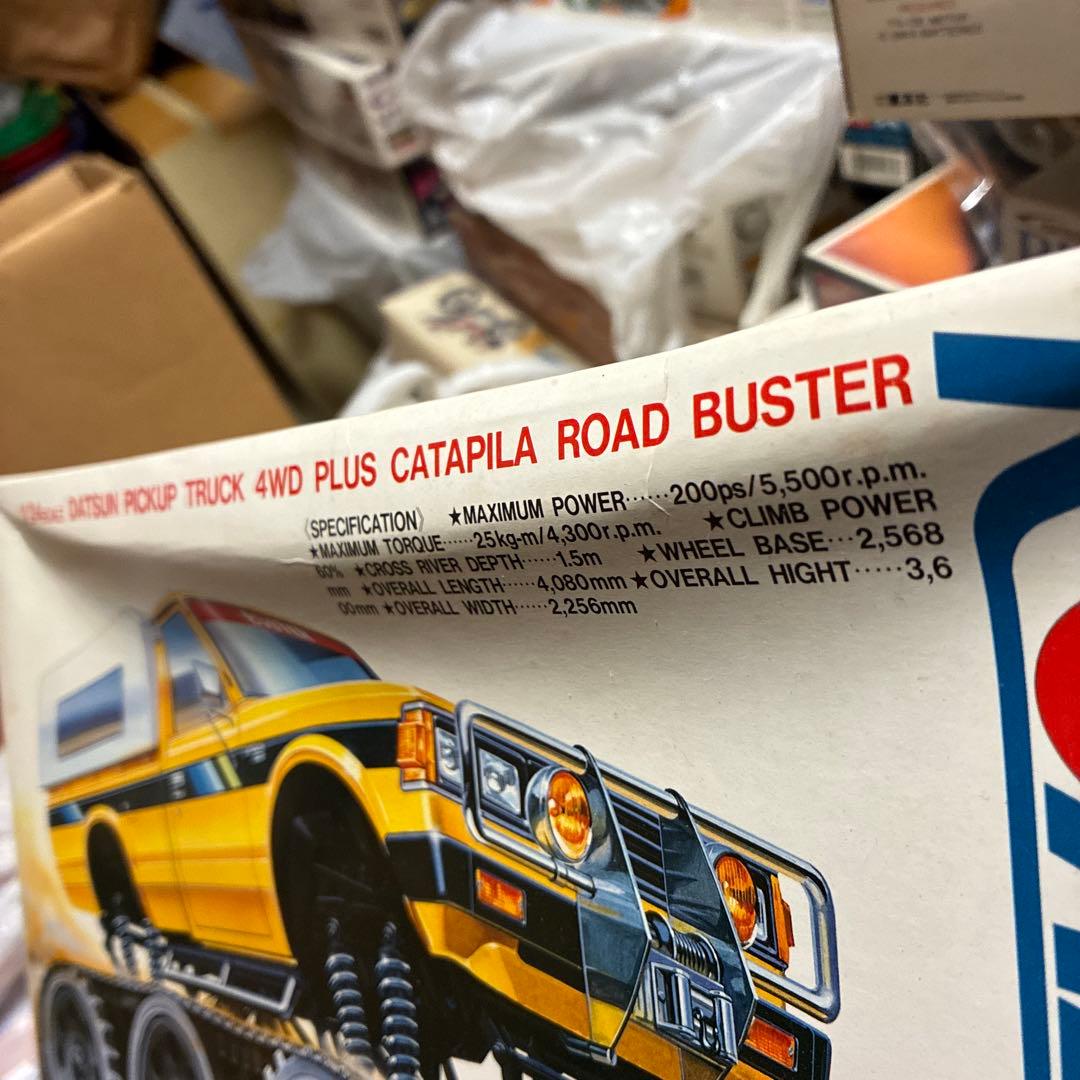 DATSUN PICKUP TRUCK 4WD PLUS CATAPILA ROAD BUSTER
〈SPECIFICATION〉 ★MAXIMUM POWER······200ps/5,500r.p.m.
★MAXIMUM TORQUE·····25kg-m/4,300r.p.m. ★CLIMB POWER
60% ★CROSS RIVER DEPTH······1.5m ★WHEEL BASE···2,568
mm ★OVERALL LENGTH·····4,080mm ★OVERALL HIGHT·····3,6
00mm ★OVERALL WIDTH······2,256mm